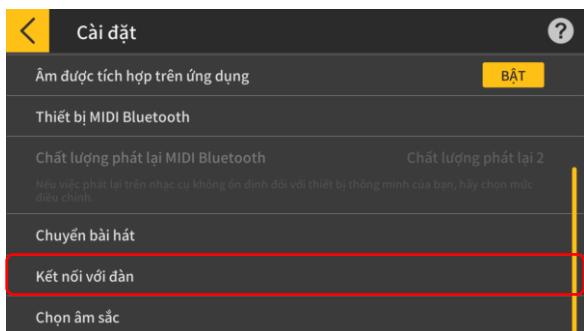 Cài đặt
?
Âm được tích hợp trên ứng dụng BẬT
Thiết bị MIDI Bluetooth
Chất lượng phát lại MIDI Bluetooth Chất lượng phát lại 2
Nếu việc phát lại trên nhạc cụ không ổn định đối với thiết bị thông minh của bạn, hãy chọn mức
điều chỉnh.
Chuyển bài hát
Kết nối với đàn
Chọn âm sắc